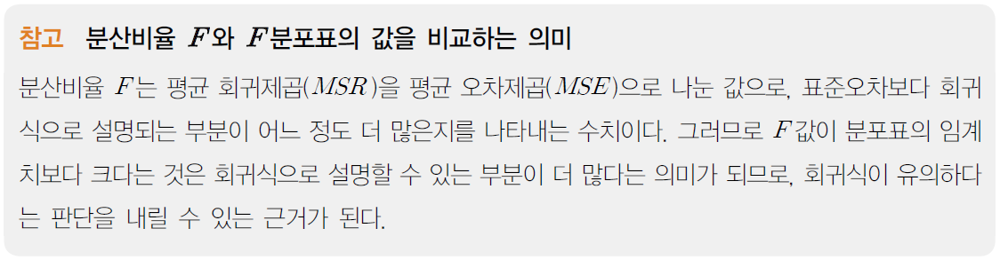 참고 분산비율 F와 F분포표의 값을 비교하는 의미
분산비율 F는 평균 회귀제곱(MSR)을 평균 오차제곱(MSE)으로 나눈 값으로, 표준오차보다 회귀
식으로 설명되는 부분이 어느 정도 더 많은지를 나타내는 수치이다. 그러므로 F값이 분포표의 임계
치보다 크다는 것은 회귀식으로 설명할 수 있는 부분이 더 많다는 의미가 되므로, 회귀식이 유의하다
는 판단을 내릴 수 있는 근거가 된다.